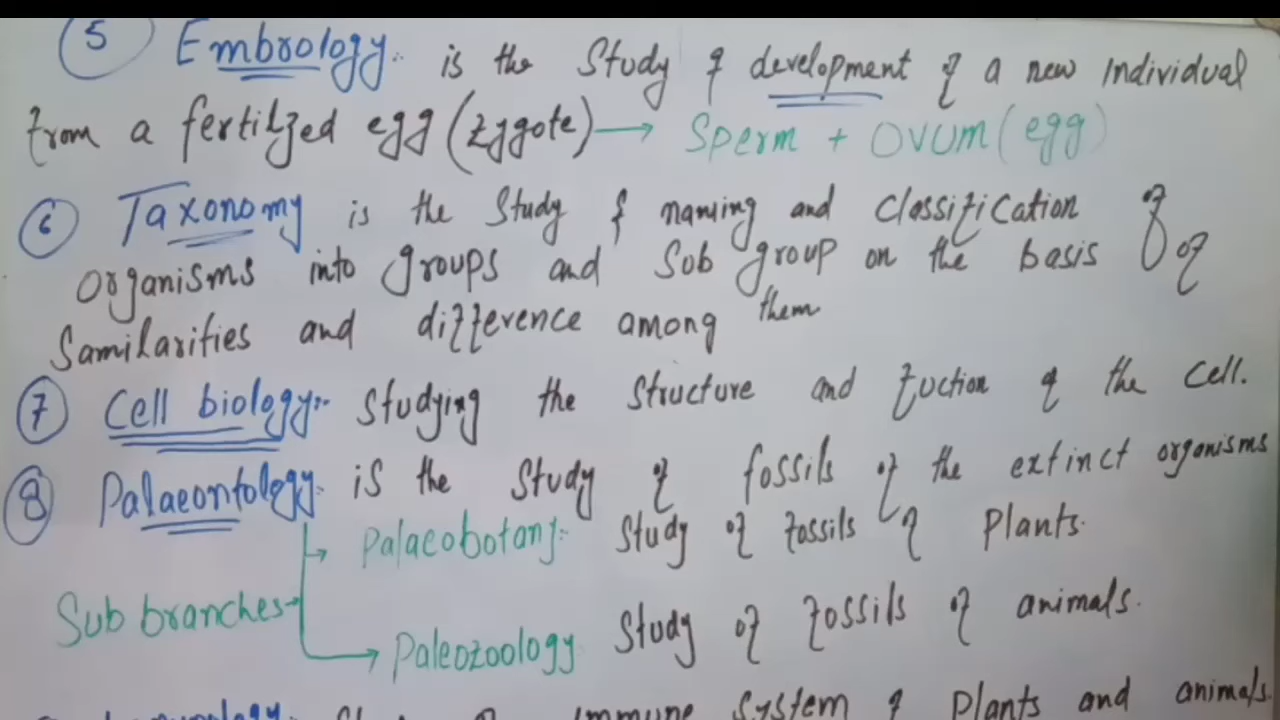 5 Embrology:- is the Study of development of a new individual
from a fertilzed egg (zygote) → Sperm + OVUM (egg)
6 Taxonomy is the Study of naming and Classification of
organisms into groups and Sub group on the basis of
Samilarities and difference among them
7 Cell biology:- Studying the Structure and fuction of the Cell.
8 Palaeontology:- is the Study of fossils of the extinct organisms
Palaeobotany:- Study of fossils of Plants.
Sub branches →
Paleozoology Study of fossils of animals.
immune System of Plants and animals.